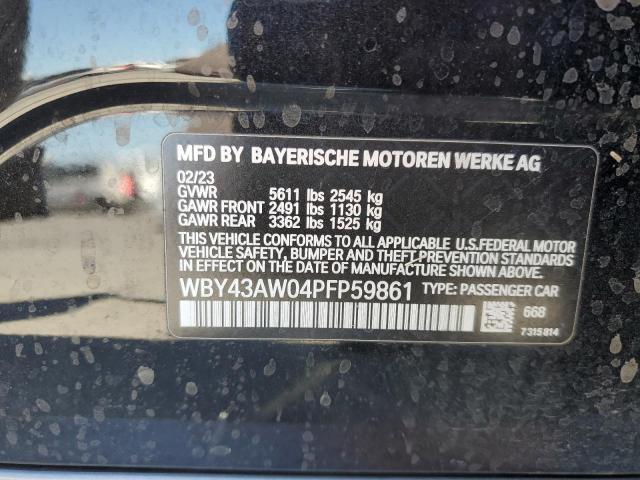 MFD BY BAYERISCHE MOTOREN WERKE AG
02/23
GVWR 5611 lbs 2545 kg
GAWR FRONT 2491 lbs 1130 kg
GAWR REAR 3362 lbs 1525 kg
THIS VEHICLE CONFORMS TO ALL APPLICABLE U.S.FEDERAL MOTOR
VEHICLE SAFETY, BUMPER AND THEFT PREVENTION STANDARDS
IN EFFECT ON THE DATE OF MANUFACTURE SHOWN ABOVE.
WBY43AW04PFP59861 TYPE: PASSENGER CAR
668
7315814